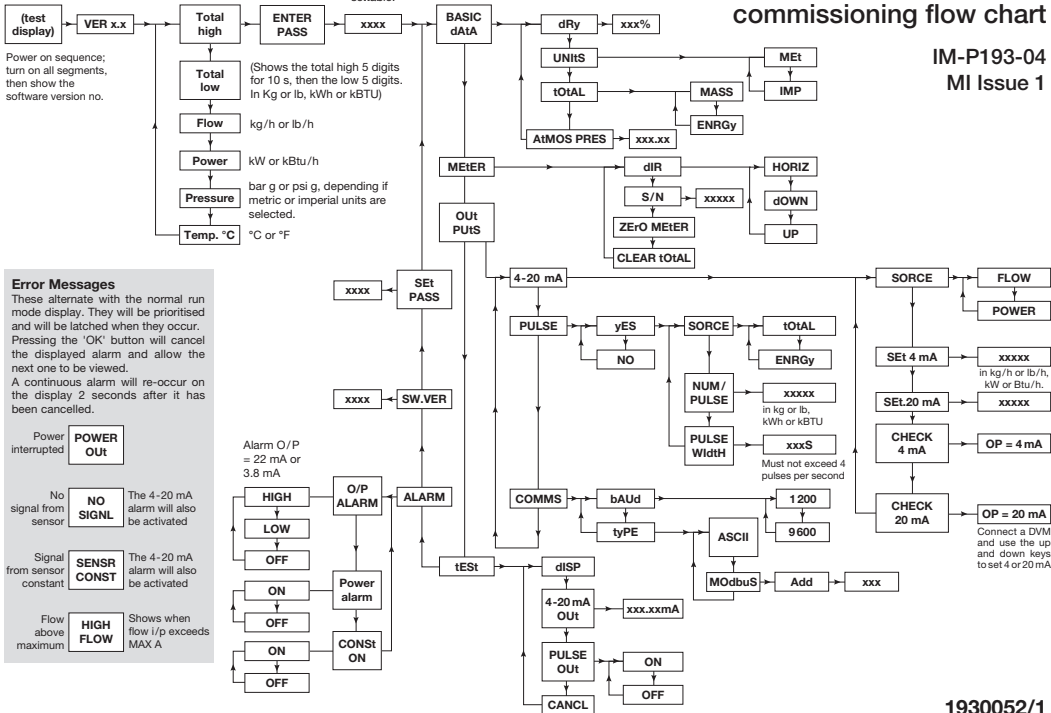 commissioning flow chart
IM-P193-04
MI Issue 1
(test
display)
VER x.x
Total
high
ENTER
PASS
xxxx
BASIC
dAtA
dRy
xxx%
Power on sequence;
turn on all segments,
then show the
software version no.
Total
low
(Shows the total high 5 digits
for 10 s, then the low 5 digits.
In Kg or lb, kWh or kBTU)
UNItS
MEt
IMP
tOtAL
MASS
ENRGy
Flow
kg/h or lb/h
AtMOS PRES
xxx.xx
Power
kW or kBtu/h
MEtER
dIR
HORIZ
Pressure
bar g or psi g, depending if
metric or imperial units are
selected.
S/N
xxxxx
dOWN
OUt
PUtS
ZErO MEtER
UP
Temp. °C
°C or °F
CLEAR tOtAL
Error Messages
These alternate with the normal run
mode display. They will be prioritised
and will be latched when they occur.
Pressing the 'OK' button will cancel
the displayed alarm and allow the
next one to be viewed.
A continuous alarm will re-occur on
the display 2 seconds after it has
been cancelled.
Power
interrupted
POWER
OUt
No
signal from
sensor
NO
SIGNL
The 4-20 mA
alarm will also
be activated
Signal
from sensor
constant
SENSR
CONST
The 4-20 mA
alarm will also
be activated
Flow
above
maximum
HIGH
FLOW
Shows when
flow i/p exceeds
MAX A
xxxx
SEt
PASS
4-20 mA
SORCE
FLOW
POWER
PULSE
yES
NO
SORCE
tOtAL
ENRGy
SEt 4 mA
xxxxx
in kg/h or lb/h,
kW or Btu/h.
NUM/
PULSE
xxxxx
in kg or lb,
kWh or kBTU
SEt.20 mA
xxxxx
xxxx
SW.VER
PULSE
WIdtH
xxxS
Must not exceed 4
pulses per second
CHECK
4 mA
OP = 4 mA
Alarm O/P
= 22 mA or
3.8 mA
HIGH
LOW
OFF
O/P
ALARM
ALARM
COMMS
bAUd
1200
9600
CHECK
20 mA
OP = 20 mA
Connect a DVM
and use the up
and down keys
to set 4 or 20 mA
tyPE
ASCII
MOdbuS
Add
xxx
tESt
dISP
ON
OFF
Power
alarm
4-20 mA
OUt
xxx.xxmA
ON
OFF
CONSt
ON
PULSE
OUt
ON
OFF
CANCL
1930052/1